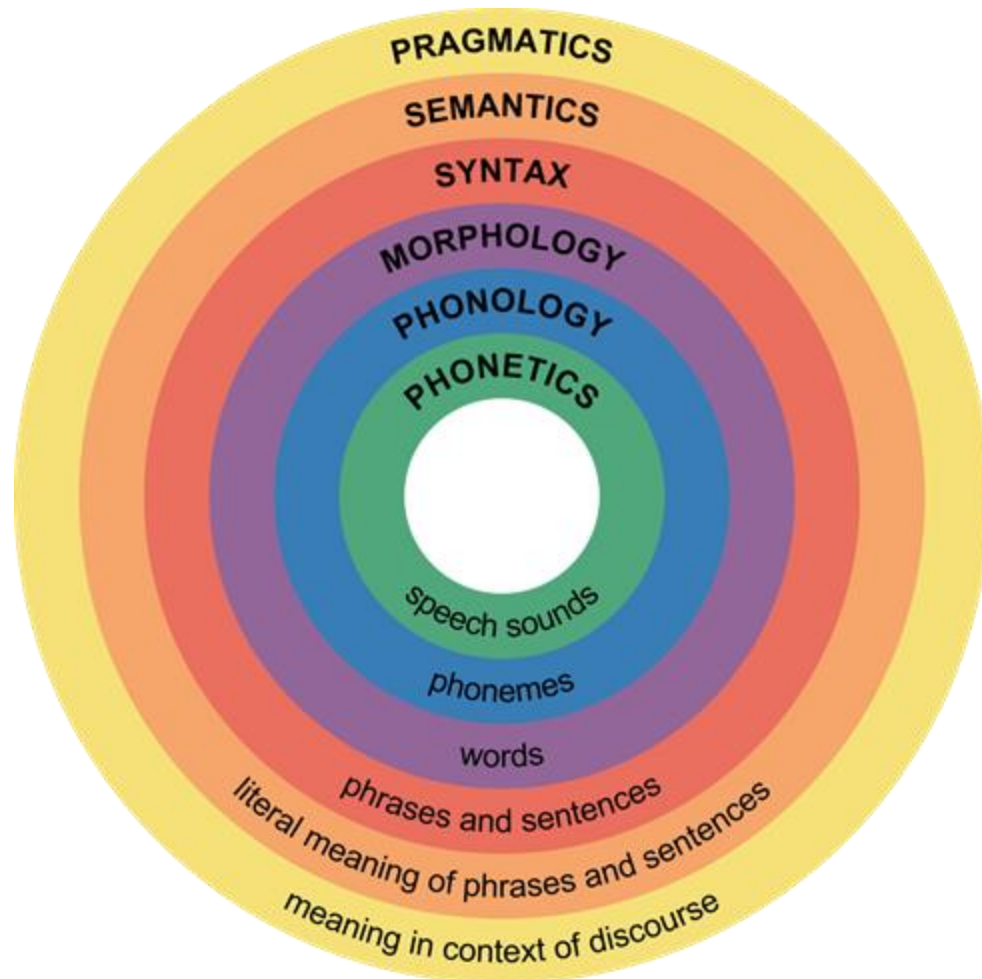 PRAGMATICS
SEMANTICS
SYNTAX
MORPHOLOGY
PHONOLOGY
PHONETICS
speech sounds
phonemes
words
phrases and sentences
literal meaning of phrases and sentences
meaning in context of discourse